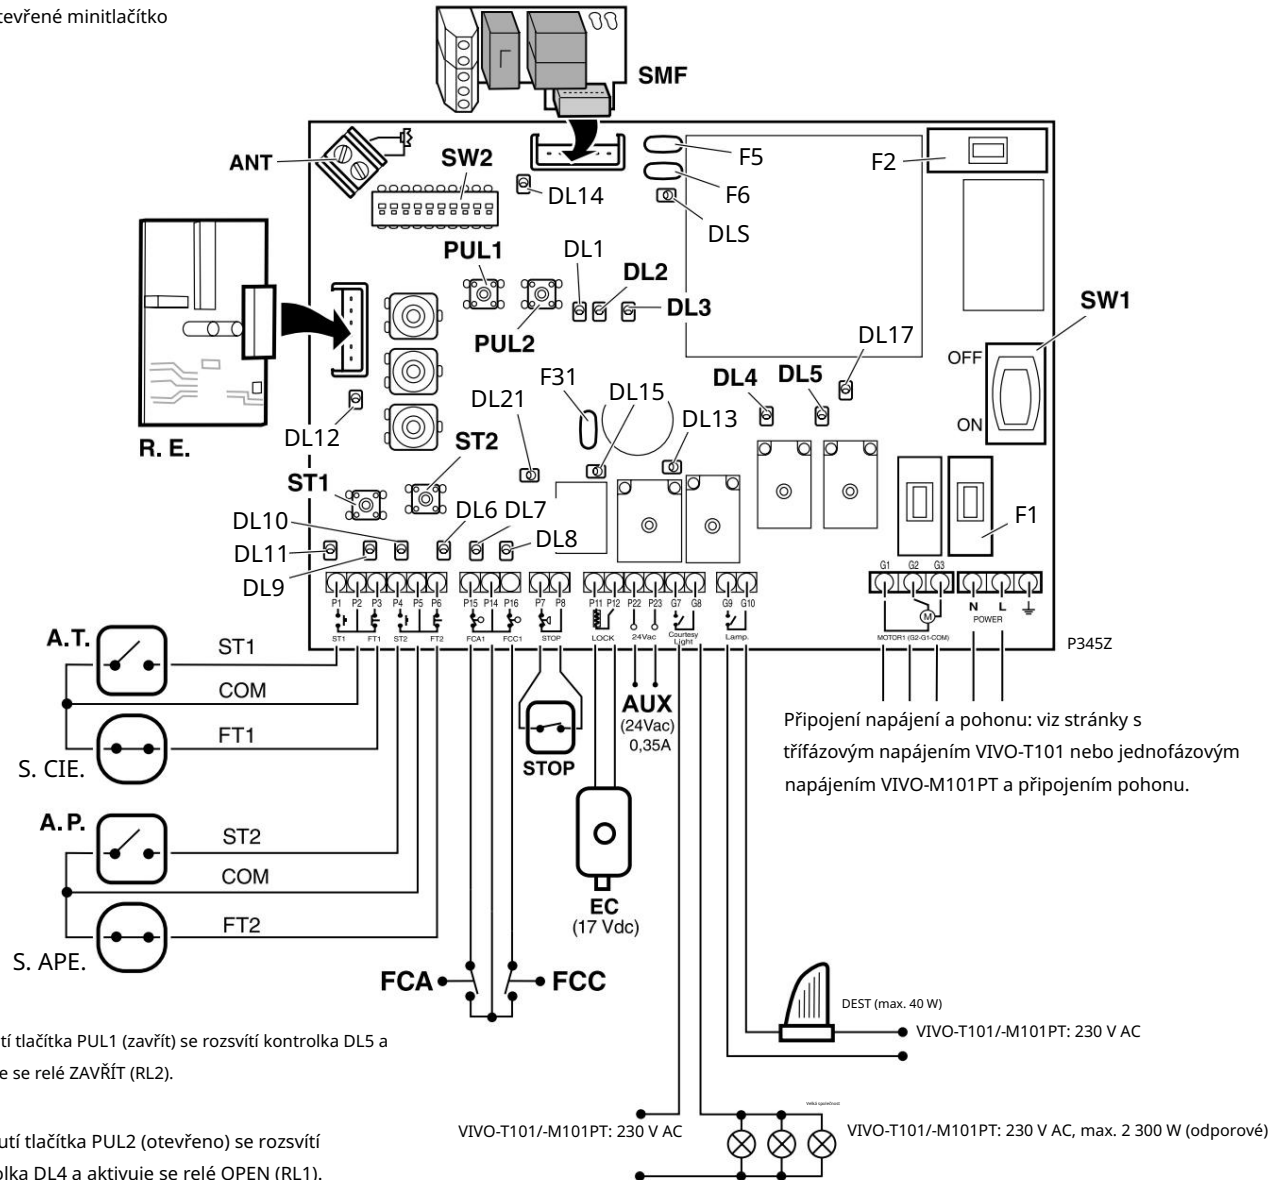 tevřené minitlačítko
SMF
ANT
SW2
F5
F2
F6
DL14
DLS
PUL1
DL1
DL2
DL3
SW1
PUL2
DL17
OFF
ON
F31
DL15
DL4
DL5
DL21
DL13
DL12
R. E.
ST2
ST1
DL10
DL6
DL7
DL8
F1
DL11
DL9
G1 G2 G3
P1 P2 P3 P4 P5 P6 P15 P14 P16 P7 P8 P11 P12 P22 P23 G7 G8 G9 G10
N L
POWER
M
ST1 FT1 ST2 FT2 FCA1 FCC1 STOP LOCK 24Vac Courtesy Light Lamp.
MOTOR1 (G2-G1-COM)
P345Z
A.T.
ST1
COM
FT1
S. CIE.
STOP
AUX
(24Vac)
0,35A
Připojení napájení a pohonu: viz stránky s
třífázovým napájením VIVO-T101 nebo jednofázovým
napájením VIVO-M101PT a připojením pohonu.
A.P.
ST2
COM
FT2
S. APE.
EC
(17 Vdc)
FCA
FCC
DEST (max. 40 W)
VIVO-T101/-M101PT: 230 V AC
tí tlačítka PUL1 (zavřít) se rozsvítí kontrolka DL5 a
e se relé ZAVŘÍT (RL2).
Velká společnost
VIVO-T101/-M101PT: 230 V AC
VIVO-T101/-M101PT: 230 V AC, max. 2 300 W (odporové)
utí tlačítka PUL2 (otevřeno) se rozsvítí
olka DL4 a aktivuje se relé OPEN (RL1).